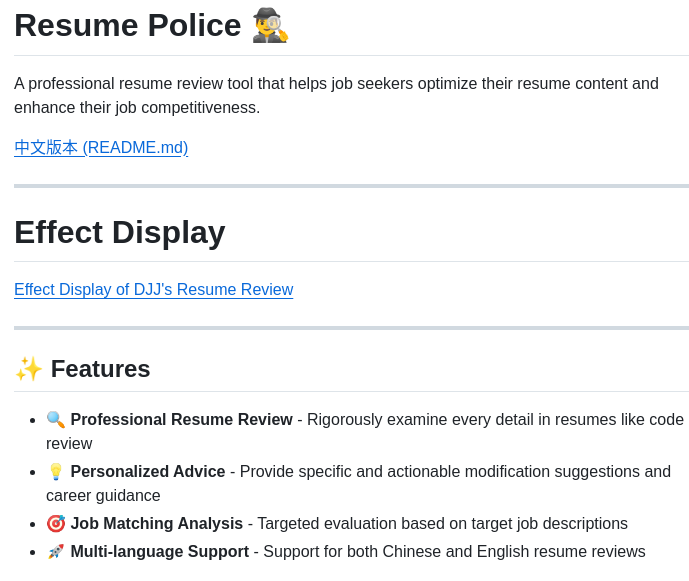 Resume Police 🕵️
A professional resume review tool that helps job seekers optimize their resume content and
enhance their job competitiveness.
中文版本 (README.md)
Effect Display
Effect Display of DJJ's Resume Review
✨ Features
• 🔍 Professional Resume Review - Rigorously examine every detail in resumes like code
review
• 💡 Personalized Advice - Provide specific and actionable modification suggestions and
career guidance
• 🎯 Job Matching Analysis - Targeted evaluation based on target job descriptions
• 🚀 Multi-language Support - Support for both Chinese and English resume reviews